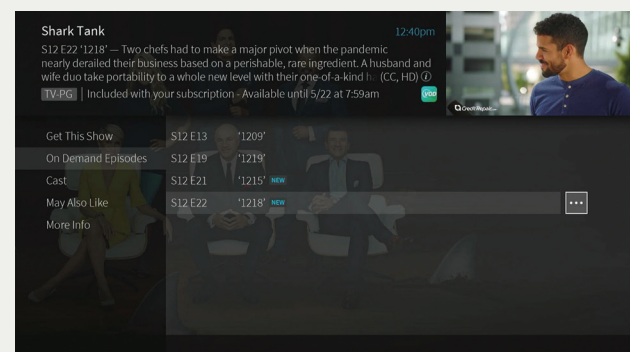 Shark Tank
12:40pm
S12 E22 '1218' — Two chefs had to make a major pivot when the pandemic
nearly derailed their business based on a perishable, rare ingredient. A husband and
wife duo take portability to a whole new level with their one-of-a-kind (CC, HD)
TV-PG | Included with your subscription - Available until 5/22 at 7:59am
VOD
Credit Repair
Get This Show
On Demand Episodes
Cast
May Also Like
More Info
S12 E13 '1209'
S12 E19 '1219'
S12 E21 '1215' NEW
S12 E22 '1218' NEW